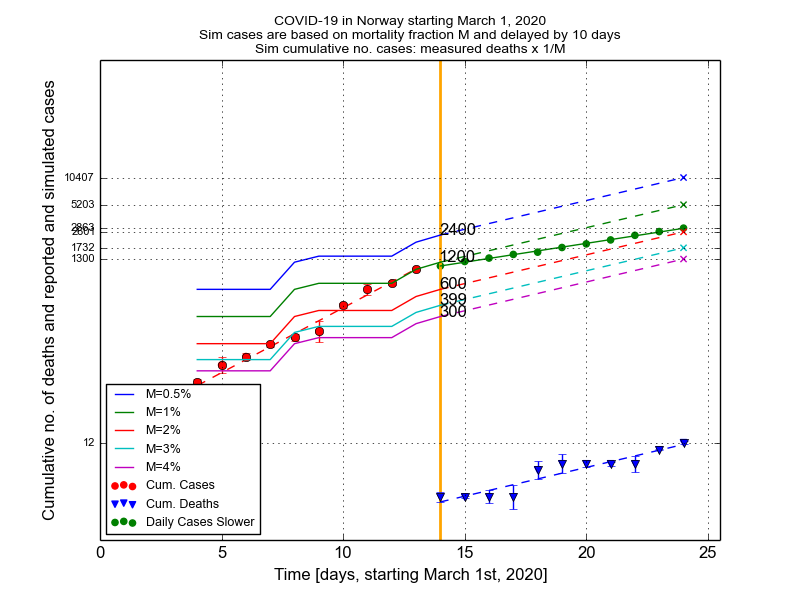 COVID-19 in Norway starting March 1, 2020
Sim cases are based on mortality fraction M and delayed by 10 days
Sim cumulative no. cases: measured deaths x 1/M
Cumulative no. of deaths and reported and simulated cases
10407
5203
2863
1732
1300
12
2400
1200
600
399
300
M=0.5%
M=1%
M=2%
M=3%
M=4%
Cum. Cases
Cum. Deaths
Daily Cases Slower
0
5
10
15
20
25
Time [days, starting March 1st, 2020]